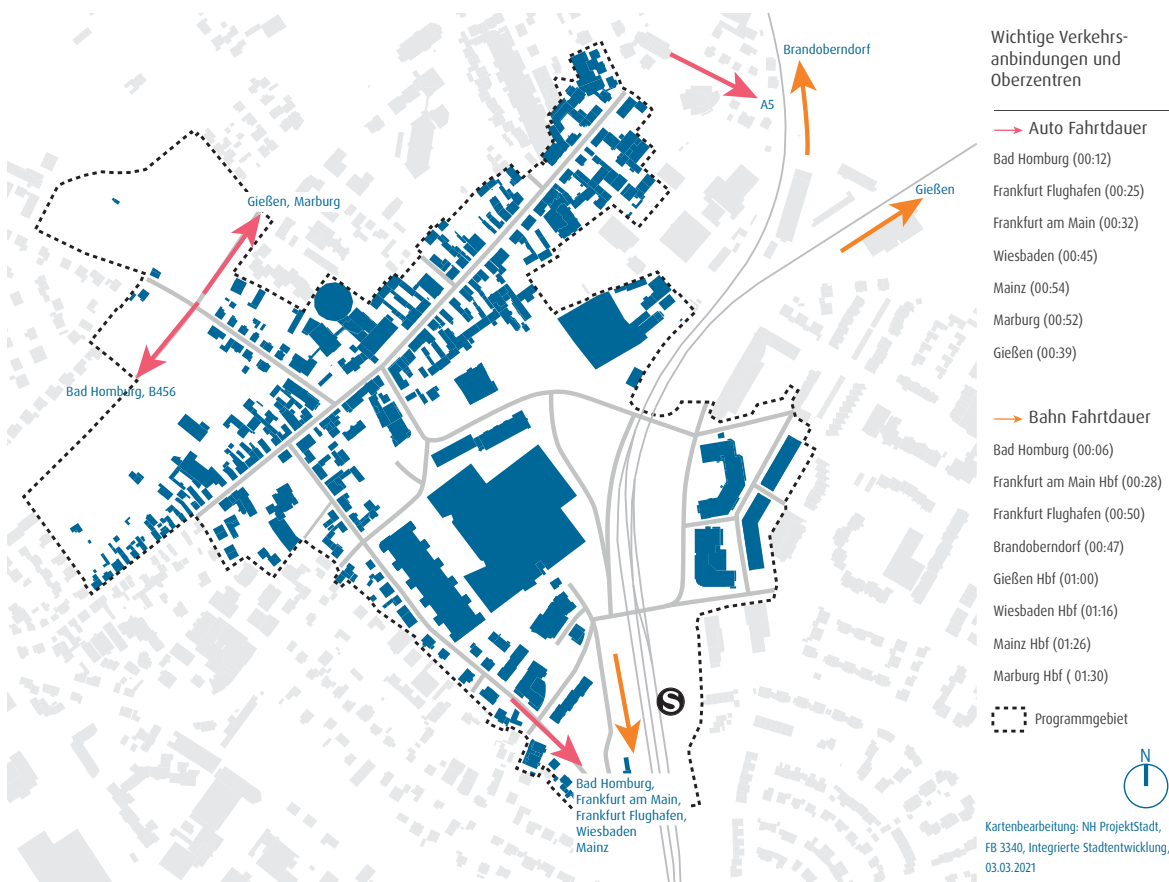 Brandoberndorf
A5
Gießen
Gießen, Marburg
Bad Homburg, B456
S
Bad Homburg,
Frankfurt am Main,
Frankfurt Flughafen,
Wiesbaden
Mainz
Wichtige Verkehrs-
anbindungen und
Oberzentren
Auto Fahrtdauer
Bad Homburg (00:12)
Frankfurt Flughafen (00:25)
Frankfurt am Main (00:32)
Wiesbaden (00:45)
Mainz (00:54)
Marburg (00:52)
Gießen (00:39)
Bahn Fahrtdauer
Bad Homburg (00:06)
Frankfurt am Main Hbf (00:28)
Frankfurt Flughafen (00:50)
Brandoberndorf (00:47)
Gießen Hbf (01:00)
Wiesbaden Hbf (01:16)
Mainz Hbf (01:26)
Marburg Hbf ( 01:30)
Programmgebiet
N
Kartenbearbeitung: NH ProjektStadt,
FB 3340, Integrierte Stadtentwicklung,
03.03.2021